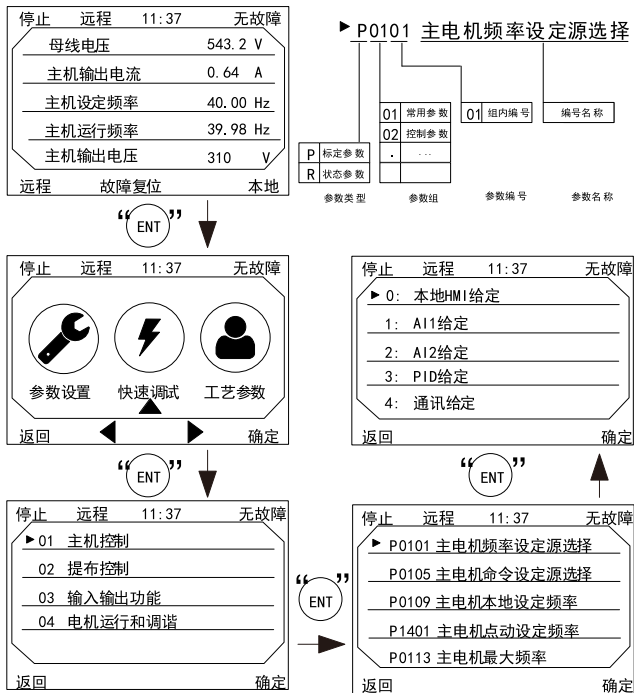 停止 远程 11:37 无故障
母线电压 543.2 V
主机输出电流 0.64 A
主机设定频率 40.00 Hz
主机运行频率 39.98 Hz
主机输出电压 310 V
远程 故障复位 本地
P0101 主电机频率设定源选择
01 常用参数
02 控制参数
. ...
01 组内编号
编号名称
P 标定参数
R 状态参数
参数类型 参数组 参数编号 参数名称
“ENT”
停止 远程 11:37 无故障
参数设置 快速调试 工艺参数
返回 确定
“ENT”
停止 远程 11:37 无故障
01 主机控制
02 提布控制
03 输入输出功能
04 电机运行和调谐
返回 确定
“ENT”
停止 远程 11:37 无故障
P0101 主电机频率设定源选择
P0105 主电机命令设定源选择
P0109 主电机本地设定频率
P1401 主电机点动设定频率
P0113 主电机最大频率
返回 确定
“ENT”
停止 远程 11:37 无故障
0: 本地HMI给定
1: AI1给定
2: AI2给定
3: PID给定
4: 通讯给定
返回 确定